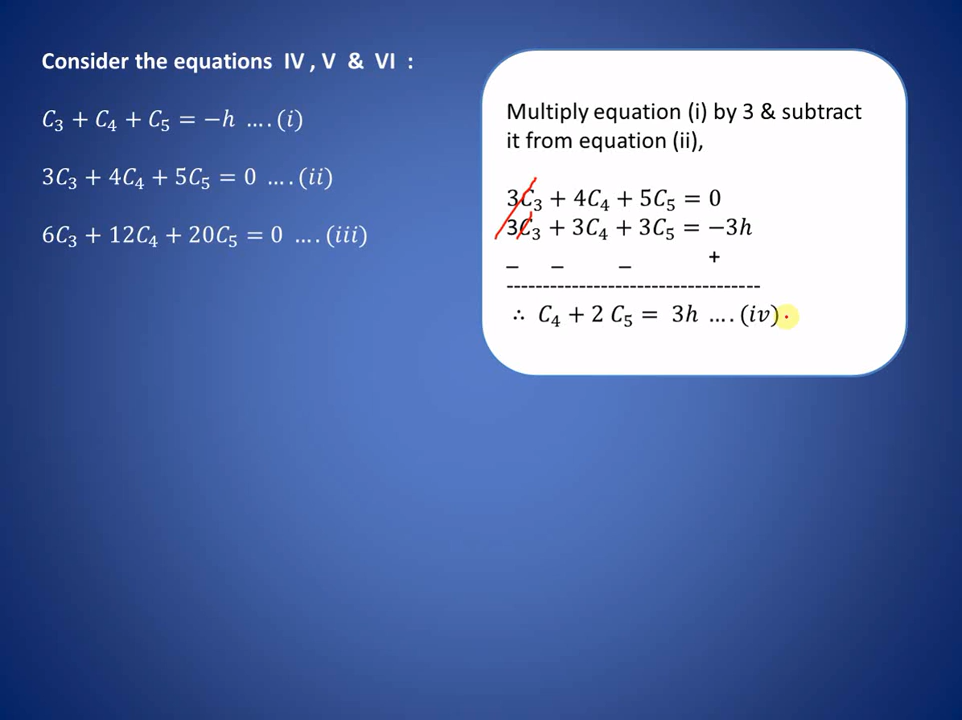 Consider the equations IV , V & VI :
C₃ + C₄ + C₅ = −h .... (i)
3C₃ + 4C₄ + 5C₅ = 0 .... (ii)
6C₃ + 12C₄ + 20C₅ = 0 .... (iii)
Multiply equation (i) by 3 & subtract
it from equation (ii),
3C₃ + 4C₄ + 5C₅ = 0
3C₃ + 3C₄ + 3C₅ = −3h
− − − +
-----------------------------------
∴ C₄ + 2 C₅ = 3h .... (iv)